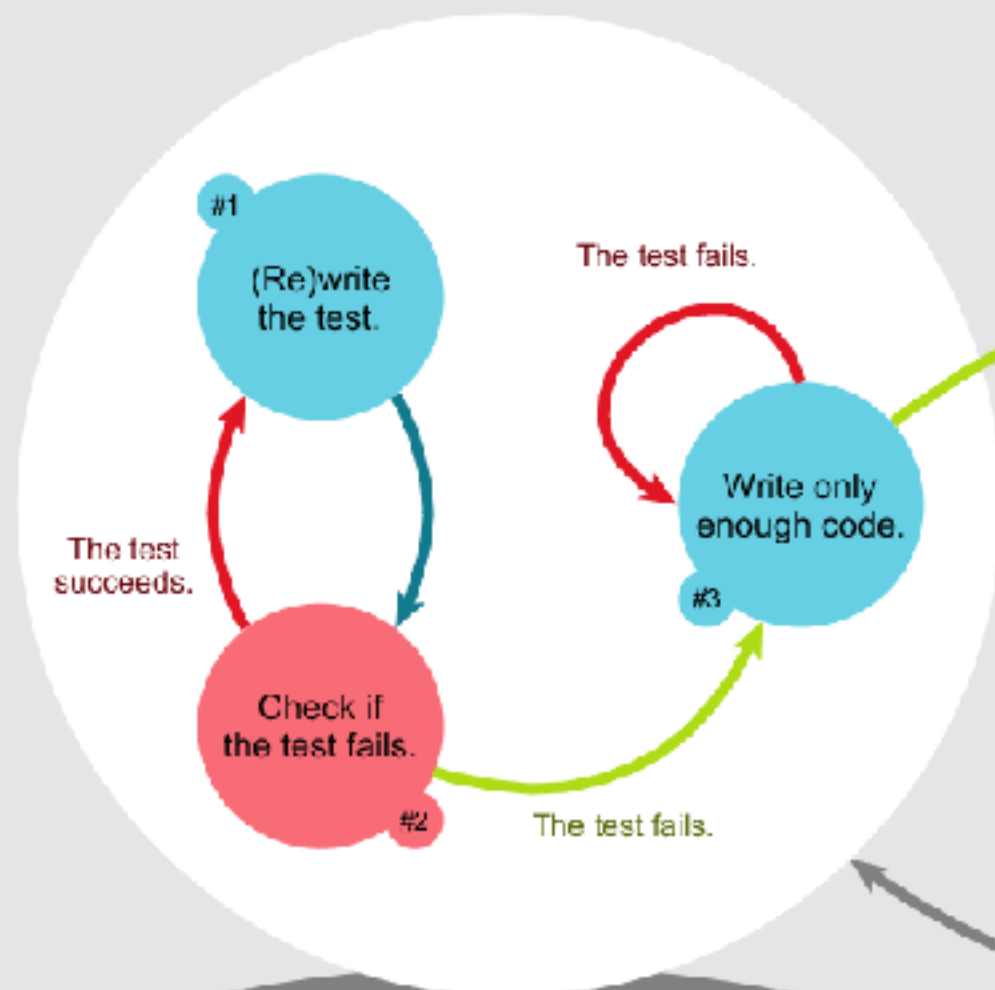 #1
(Re)write
the test.
The test fails.
Write only
enough code.
#3
The test
succeeds.
Check if
the test fails.
#2
The test fails.